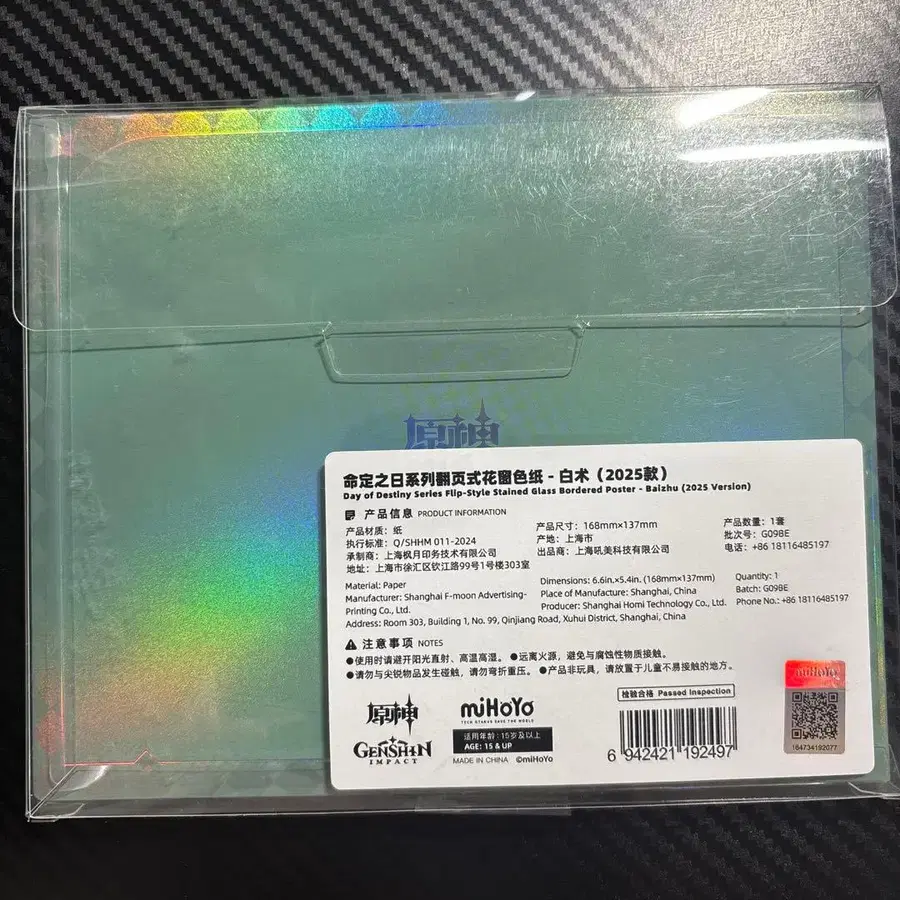 原神
命定之日系列翻页式花窗色纸 - 白术（2025款）
Day of Destiny Series Flip-Style Stained Glass Bordered Poster - Baizhu (2025 Version)
产品信息 PRODUCT INFORMATION
产品材质：纸 产品尺寸：168mm×137mm 产品数量：1套
执行标准：Q/SHHM 011-2024 产地：上海市 批次号：G098E
承制商：上海枫月印务技术有限公司 出品商：上海吼美科技有限公司 电话：+86 18116485197
地址：上海市徐汇区钦江路99号1号楼303室
Material: Paper Dimensions: 6.6in.×5.4in. (168mm×137mm) Quantity: 1
Manufacturer: Shanghai F-moon Advertising- Place of Manufacture: Shanghai, China Batch: G098E
Printing Co., Ltd. Producer: Shanghai Homi Technology Co., Ltd. Phone No.: +86 18116485197
Address: Room 303, Building 1, No. 99, Qinjiang Road, Xuhui District, Shanghai, China
注意事项 NOTES
●使用时请避开阳光直射、高温高湿。 ●远离火源，避免与腐蚀性物质接触。
●请勿与尖锐物品发生碰触，请勿弯折重压。 ●产品非玩具，请放置于儿童不易接触的地方。
原神
GENSHIN
IMPACT
miHoYo
TECH OTAKUS SAVE THE WORLD
适用年龄：15岁及以上
AGE: 15 & UP
MADE IN CHINA ©miHoYo
检验合格 Passed Inspection
6 942421 192497
miHoYo
164734192077